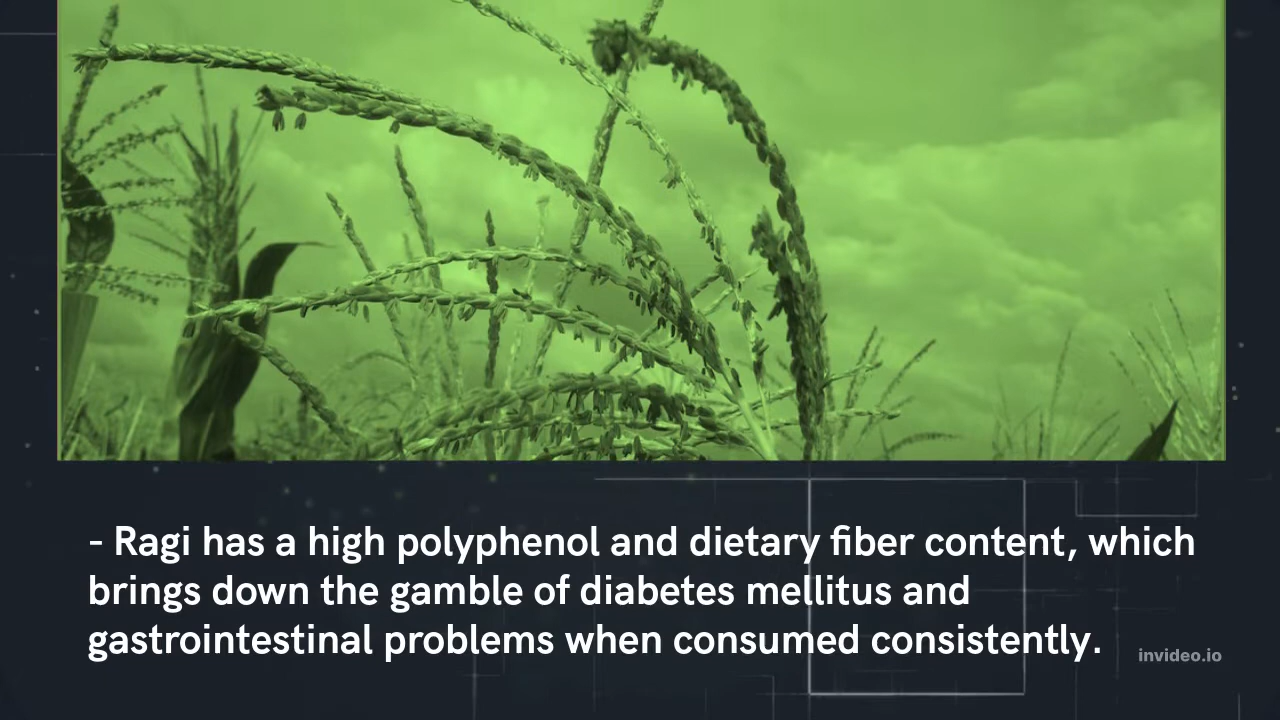 - Ragi has a high polyphenol and dietary fiber content, which
brings down the gamble of diabetes mellitus and
gastrointestinal problems when consumed consistently.
invideo.io